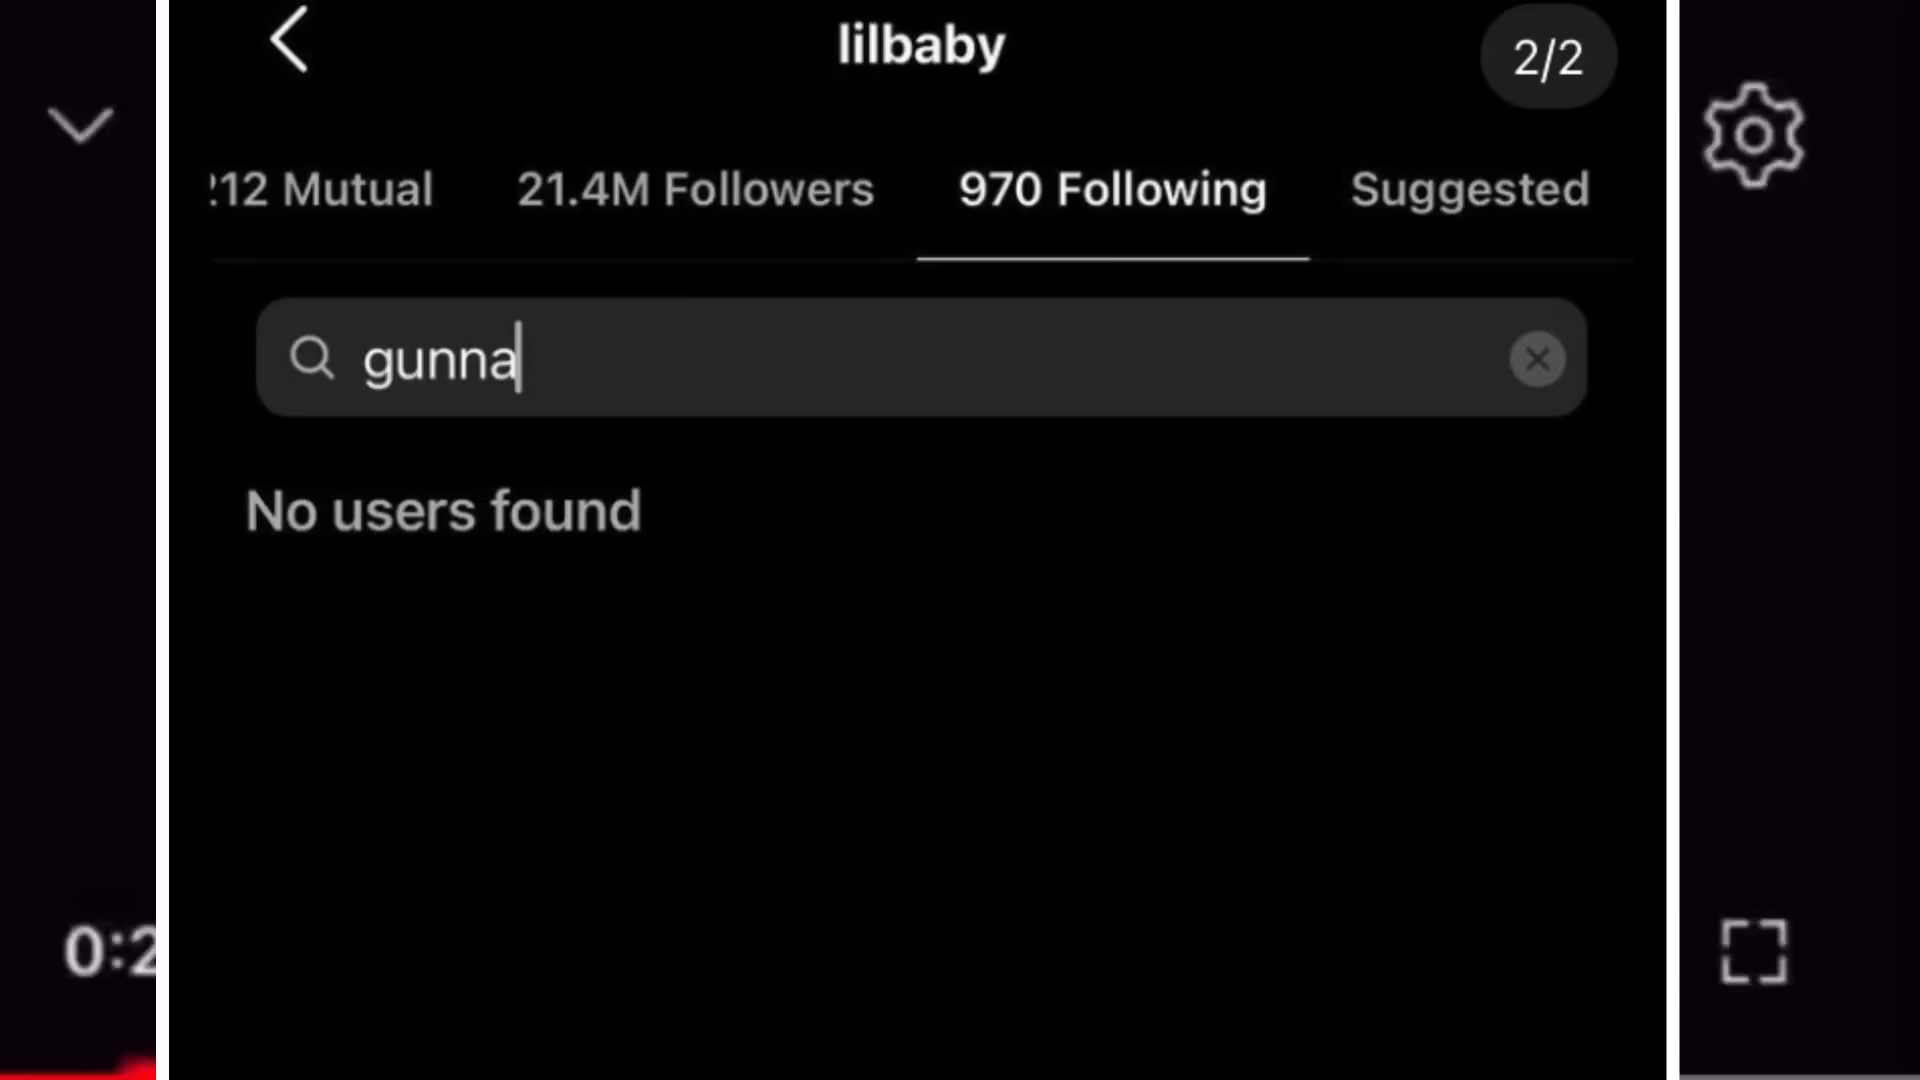 lilbaby
2/2
12 Mutual
21.4M Followers
970 Following
Suggested
gunna
No users found
0:2